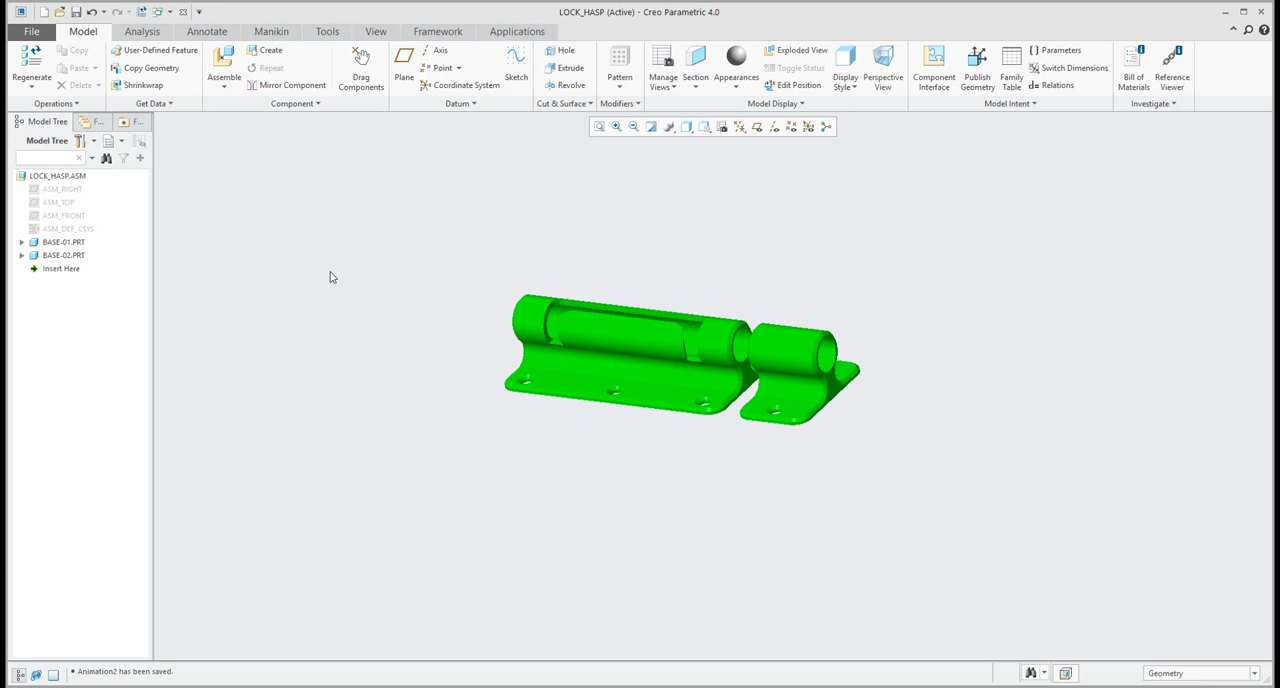 LOCK_HASP (Active) - Creo Parametric 4.0
File Model Analysis Annotate Manikin Tools View Framework Applications
Regenerate
Copy
Paste
Delete
Operations
User-Defined Feature
Copy Geometry
Shrinkwrap
Get Data
Assemble
Create
Repeat
Mirror Component
Drag
Components
Component
Plane
Axis
Point
Coordinate System
Sketch
Datum
Hole
Extrude
Revolve
Cut & Surface
Pattern
Modifiers
Manage
Views
Section
Appearances
Exploded View
Toggle Status
Edit Position
Display
Style
Perspective
View
Model Display
Component
Interface
Publish
Geometry
Family
Table
Parameters
Switch Dimensions
Relations
Model Intent
Bill of
Materials
Reference
Viewer
Investigate
Model Tree F... F...
Model Tree
LOCK_HASP.ASM
ASM_RIGHT
ASM_TOP
ASM_FRONT
ASM_DEF_CSYS
BASE-01.PRT
BASE-02.PRT
Insert Here
• Animation2 has been saved.
Geometry